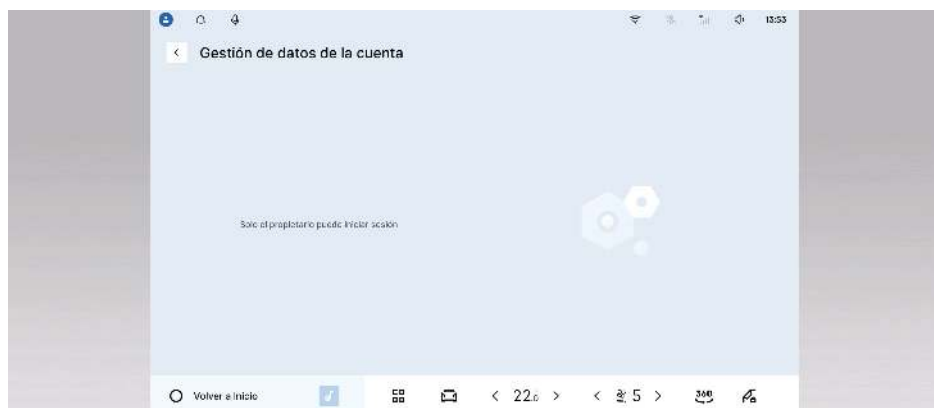 13:53
Gestión de datos de la cuenta
Solo el propietario puede iniciar sesión
Volver a Inicio
22.0
5
360